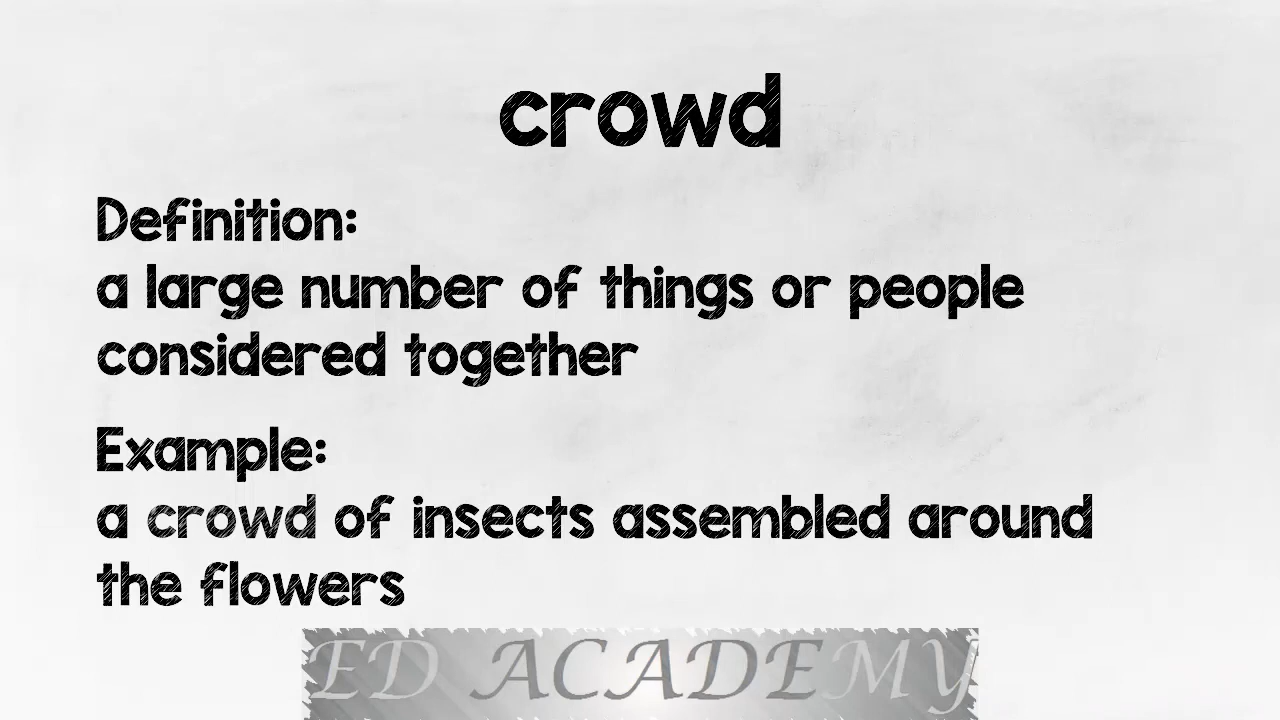 crowd
Definition:
a large number of things or people
considered together
Example:
a crowd of insects assembled around
the flowers
ED ACADEMY